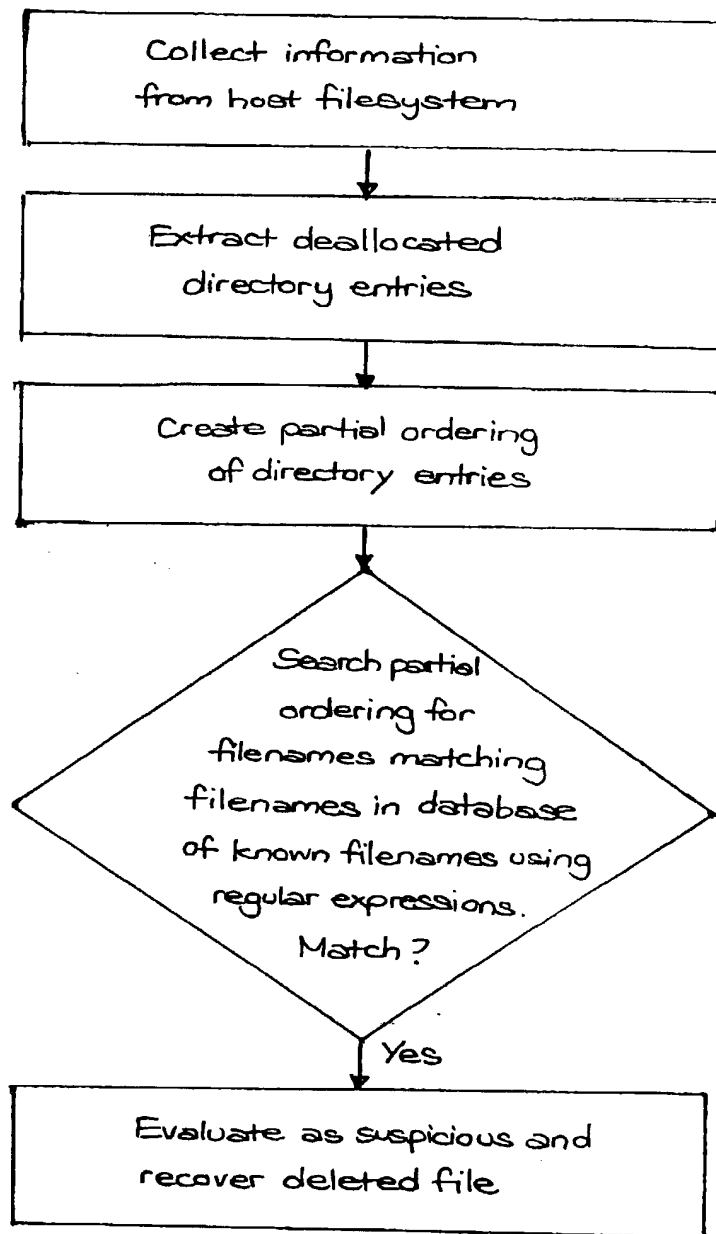 Collect information
from host filesystem
Extract deallocated
directory entries
Create partial ordering
of directory entries
Search partial
ordering for
filenames matching
filenames in database
of known filenames using
regular expressions.
Match?
Yes
Evaluate as suspicious and
recover deleted file